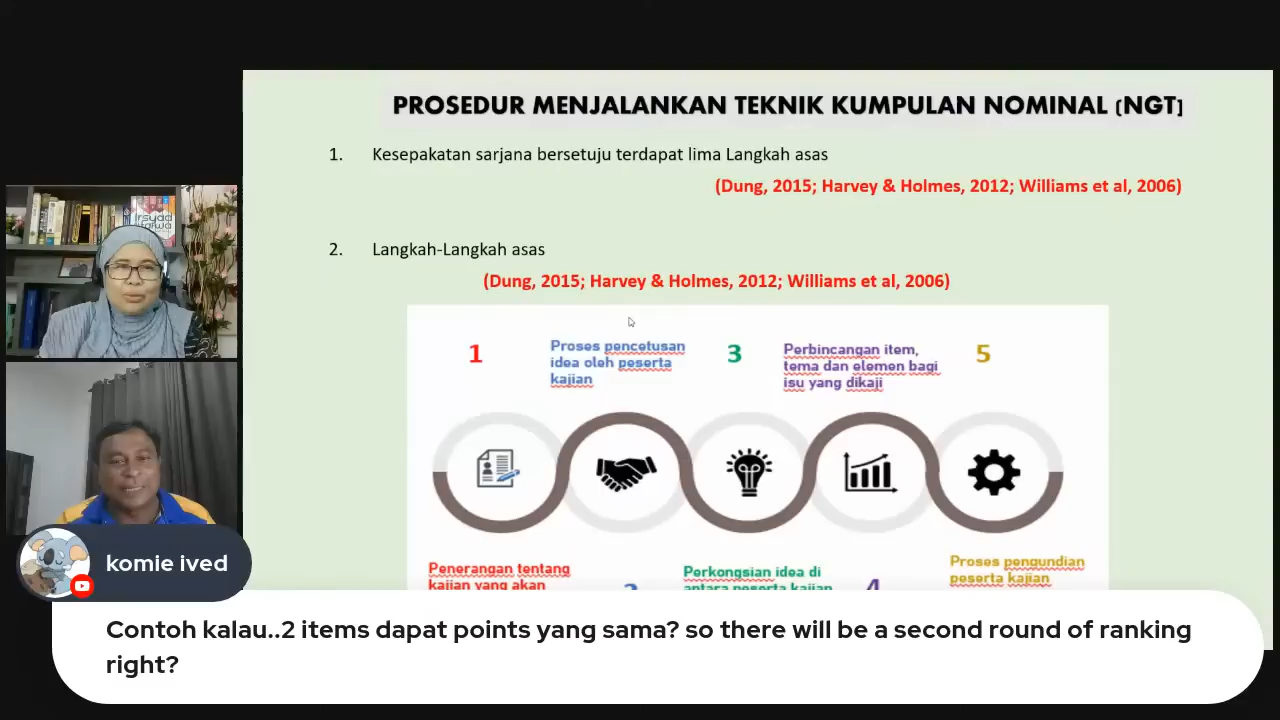 PROSEDUR MENJALANKAN TEKNIK KUMPULAN NOMINAL (NGT)
1. Kesepakatan sarjana bersetuju terdapat lima Langkah asas
(Dung, 2015; Harvey & Holmes, 2012; Williams et al, 2006)
2. Langkah-Langkah asas
(Dung, 2015; Harvey & Holmes, 2012; Williams et al, 2006)
1
Proses pencetusan
idea oleh peserta
kajian
3
Perbincangan item,
tema dan elemen bagi
isu yang dikaji
5
Penerangan tentang
kajian yang akan
2
Perkongsian idea di
antara peserta kajian
4
Proses pengundian
peserta kajian
komie ived
Contoh kalau..2 items dapat points yang sama? so there will be a second round of ranking
right?